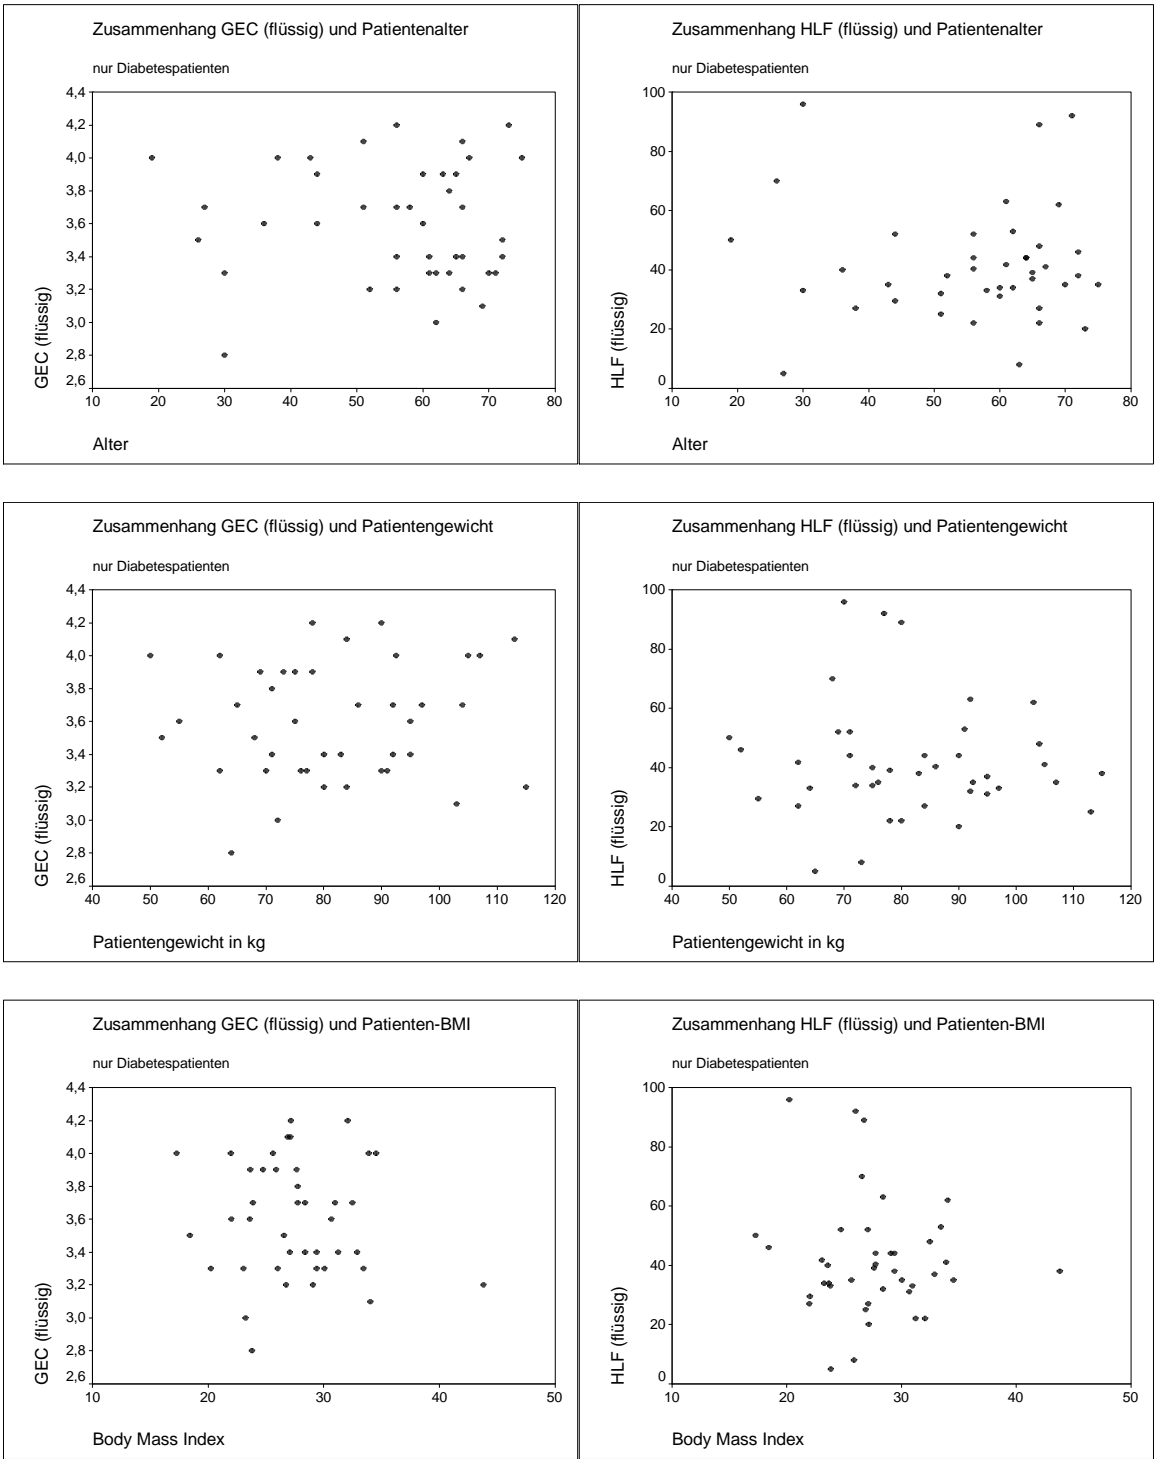 Zusammenhang GEC (flüssig) und Patientenalter
nur Diabetespatienten
GEC (flüssig)
4,4
4,2
4,0
3,8
3,6
3,4
3,2
3,0
2,8
2,6
10 20 30 40 50 60 70 80
Alter
Zusammenhang HLF (flüssig) und Patientenalter
nur Diabetespatienten
HLF (flüssig)
100
80
60
40
20
0
10 20 30 40 50 60 70 80
Alter
Zusammenhang GEC (flüssig) und Patientengewicht
nur Diabetespatienten
GEC (flüssig)
4,4
4,2
4,0
3,8
3,6
3,4
3,2
3,0
2,8
2,6
40 50 60 70 80 90 100 110 120
Patientengewicht in kg
Zusammenhang HLF (flüssig) und Patientengewicht
nur Diabetespatienten
HLF (flüssig)
100
80
60
40
20
0
40 50 60 70 80 90 100 110 120
Patientengewicht in kg
Zusammenhang GEC (flüssig) und Patienten-BMI
nur Diabetespatienten
GEC (flüssig)
4,4
4,2
4,0
3,8
3,6
3,4
3,2
3,0
2,8
2,6
10 20 30 40 50
Body Mass Index
Zusammenhang HLF (flüssig) und Patienten-BMI
nur Diabetespatienten
HLF (flüssig)
100
80
60
40
20
0
10 20 30 40 50
Body Mass Index